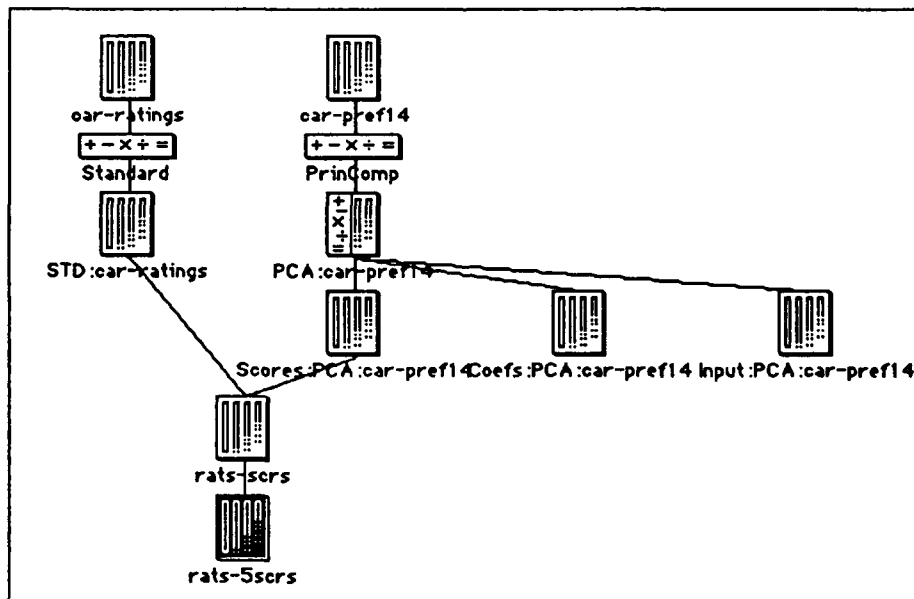 car-ratings car-pref14
+ - × ÷ = + - × ÷ =
Standard PrinComp
+ - × ÷ =
STD:car-ratings PCA:car-pref14
Scores:PCA:car-pref14 Coefs:PCA:car-pref14 Input:PCA:car-pref14
rats-scrs
rats-5scrs